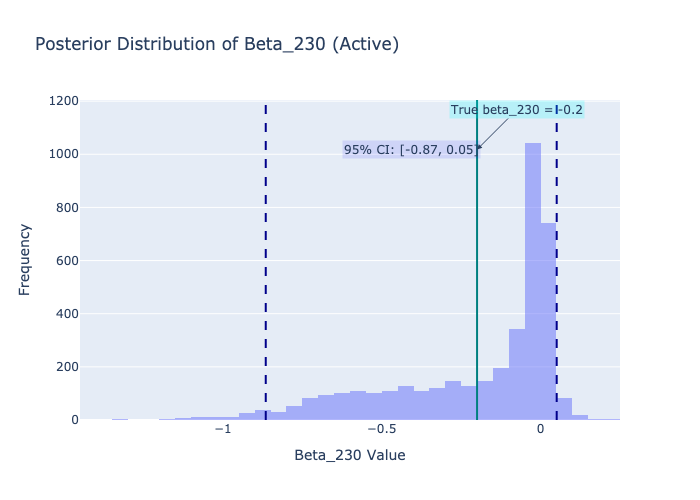 Posterior Distribution of Beta_230 (Active)
1200
True beta_230 = -0.2
95% CI: [-0.87, 0.05]
1000
800
600
400
200
0
Frequency
−1
−0.5
0
Beta_230 Value